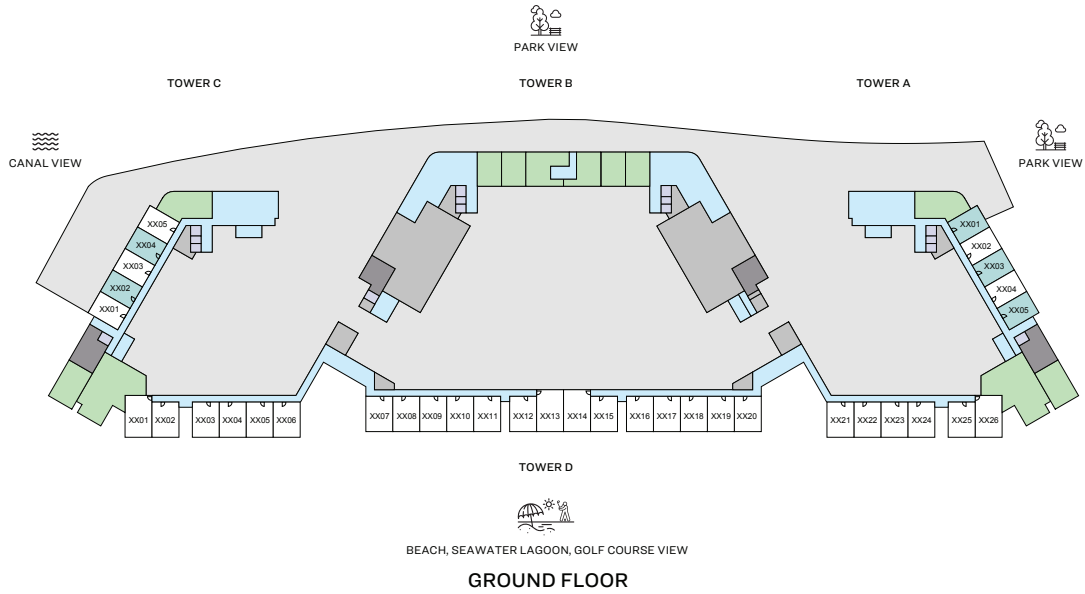 PARK VIEW
TOWER C
TOWER B
TOWER A
CANAL VIEW
PARK VIEW
XX05
XX04
XX03
XX02
XX01
XX01
XX02
XX03
XX04
XX05
XX01 XX02 XX03 XX04 XX05 XX06
XX07 XX08 XX09 XX10 XX11 XX12 XX13 XX14 XX15 XX16 XX17 XX18 XX19 XX20
XX21 XX22 XX23 XX24 XX25 XX26
TOWER D
BEACH, SEAWATER LAGOON, GOLF COURSE VIEW
GROUND FLOOR